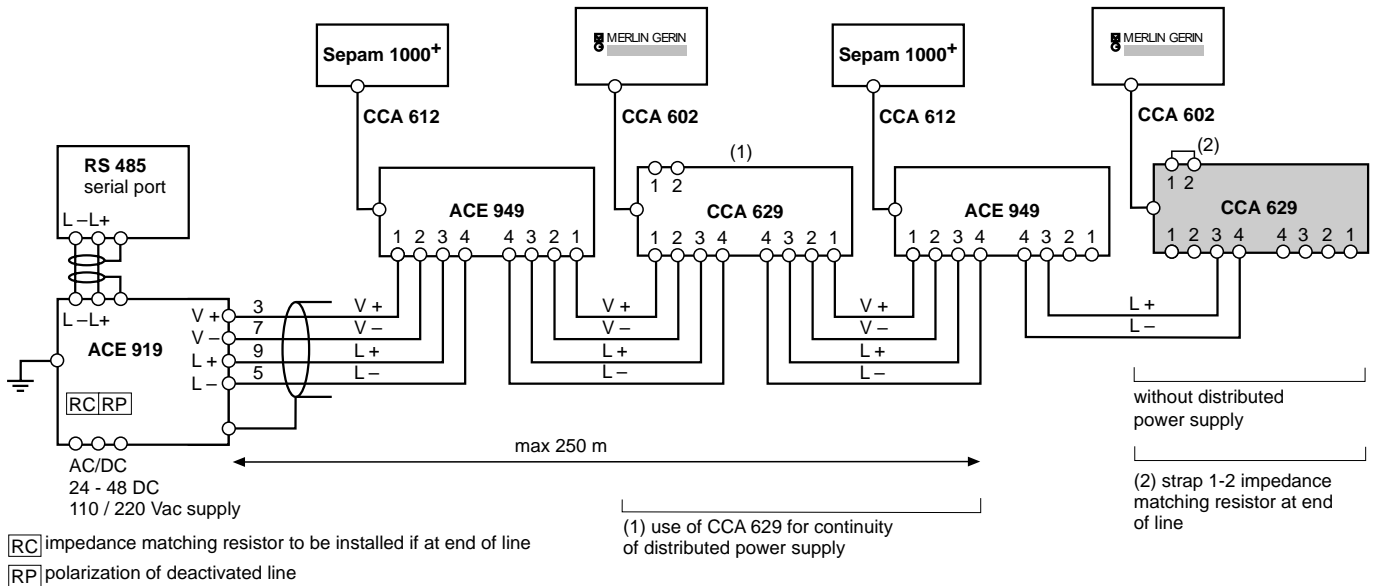 Sepam 1000+
MERLIN GERIN
Sepam 1000+
MERLIN GERIN
CCA 612
CCA 602
CCA 612
CCA 602
RS 485
serial port
L – L+
(1)
(2)
1 2
1 2
ACE 949
CCA 629
ACE 949
CCA 629
1 2 3 4 4 3 2 1
1 2 3 4 4 3 2 1
1 2 3 4 4 3 2 1
1 2 3 4 4 3 2 1
L – L+
ACE 919
V +
V –
L +
L –
3
7
9
5
V +
V –
L +
L –
V +
V –
L +
L –
V +
V –
L +
L –
L +
L –
RC RP
without distributed
power supply
max 250 m
AC/DC
24 - 48 DC
110 / 220 Vac supply
(1) use of CCA 629 for continuity
of distributed power supply
(2) strap 1-2 impedance
matching resistor at end
of line
RC impedance matching resistor to be installed if at end of line
RP polarization of deactivated line